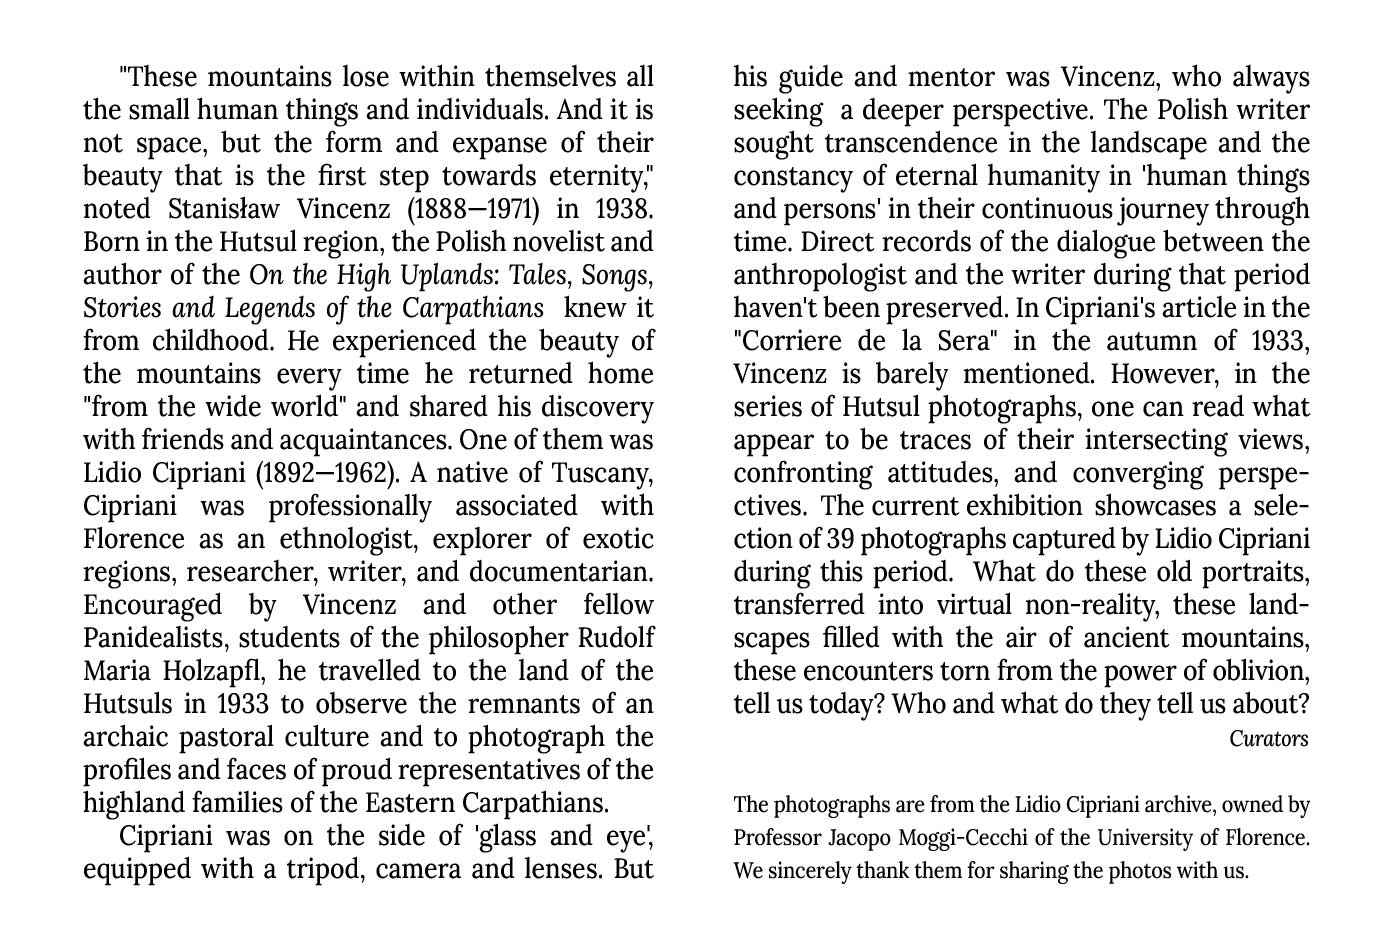 "These mountains lose within themselves all
the small human things and individuals. And it is
not space, but the form and expanse of their
beauty that is the first step towards eternity,"
noted Stanisław Vincenz (1888—1971) in 1938.
Born in the Hutsul region, the Polish novelist and
author of the On the High Uplands: Tales, Songs,
Stories and Legends of the Carpathians  knew it
from childhood. He experienced the beauty of
the mountains every time he returned home
"from the wide world" and shared his discovery
with friends and acquaintances. One of them was
Lidio Cipriani (1892—1962). A native of Tuscany,
Cipriani was professionally associated with
Florence as an ethnologist, explorer of exotic
regions, researcher, writer, and documentarian.
Encouraged by Vincenz and other fellow
Panidealists, students of the philosopher Rudolf
Maria Holzapfl, he travelled to the land of the
Hutsuls in 1933 to observe the remnants of an
archaic pastoral culture and to photograph the
profiles and faces of proud representatives of the
highland families of the Eastern Carpathians.
Cipriani was on the side of 'glass and eye',
equipped with a tripod, camera and lenses. But
his guide and mentor was Vincenz, who always
seeking  a deeper perspective. The Polish writer
sought transcendence in the landscape and the
constancy of eternal humanity in 'human things
and persons' in their continuous journey through
time. Direct records of the dialogue between the
anthropologist and the writer during that period
haven't been preserved. In Cipriani's article in the
"Corriere de la Sera" in the autumn of 1933,
Vincenz is barely mentioned. However, in the
series of Hutsul photographs, one can read what
appear to be traces of their intersecting views,
confronting attitudes, and converging perspe-
ctives. The current exhibition showcases a sele-
ction of 39 photographs captured by Lidio Cipriani
during this period.  What do these old portraits,
transferred into virtual non-reality, these land-
scapes filled with the air of ancient mountains,
these encounters torn from the power of oblivion,
tell us today? Who and what do they tell us about?
Curators
The photographs are from the Lidio Cipriani archive, owned by
Professor Jacopo Moggi-Cecchi of the University of Florence.
We sincerely thank them for sharing the photos with us.